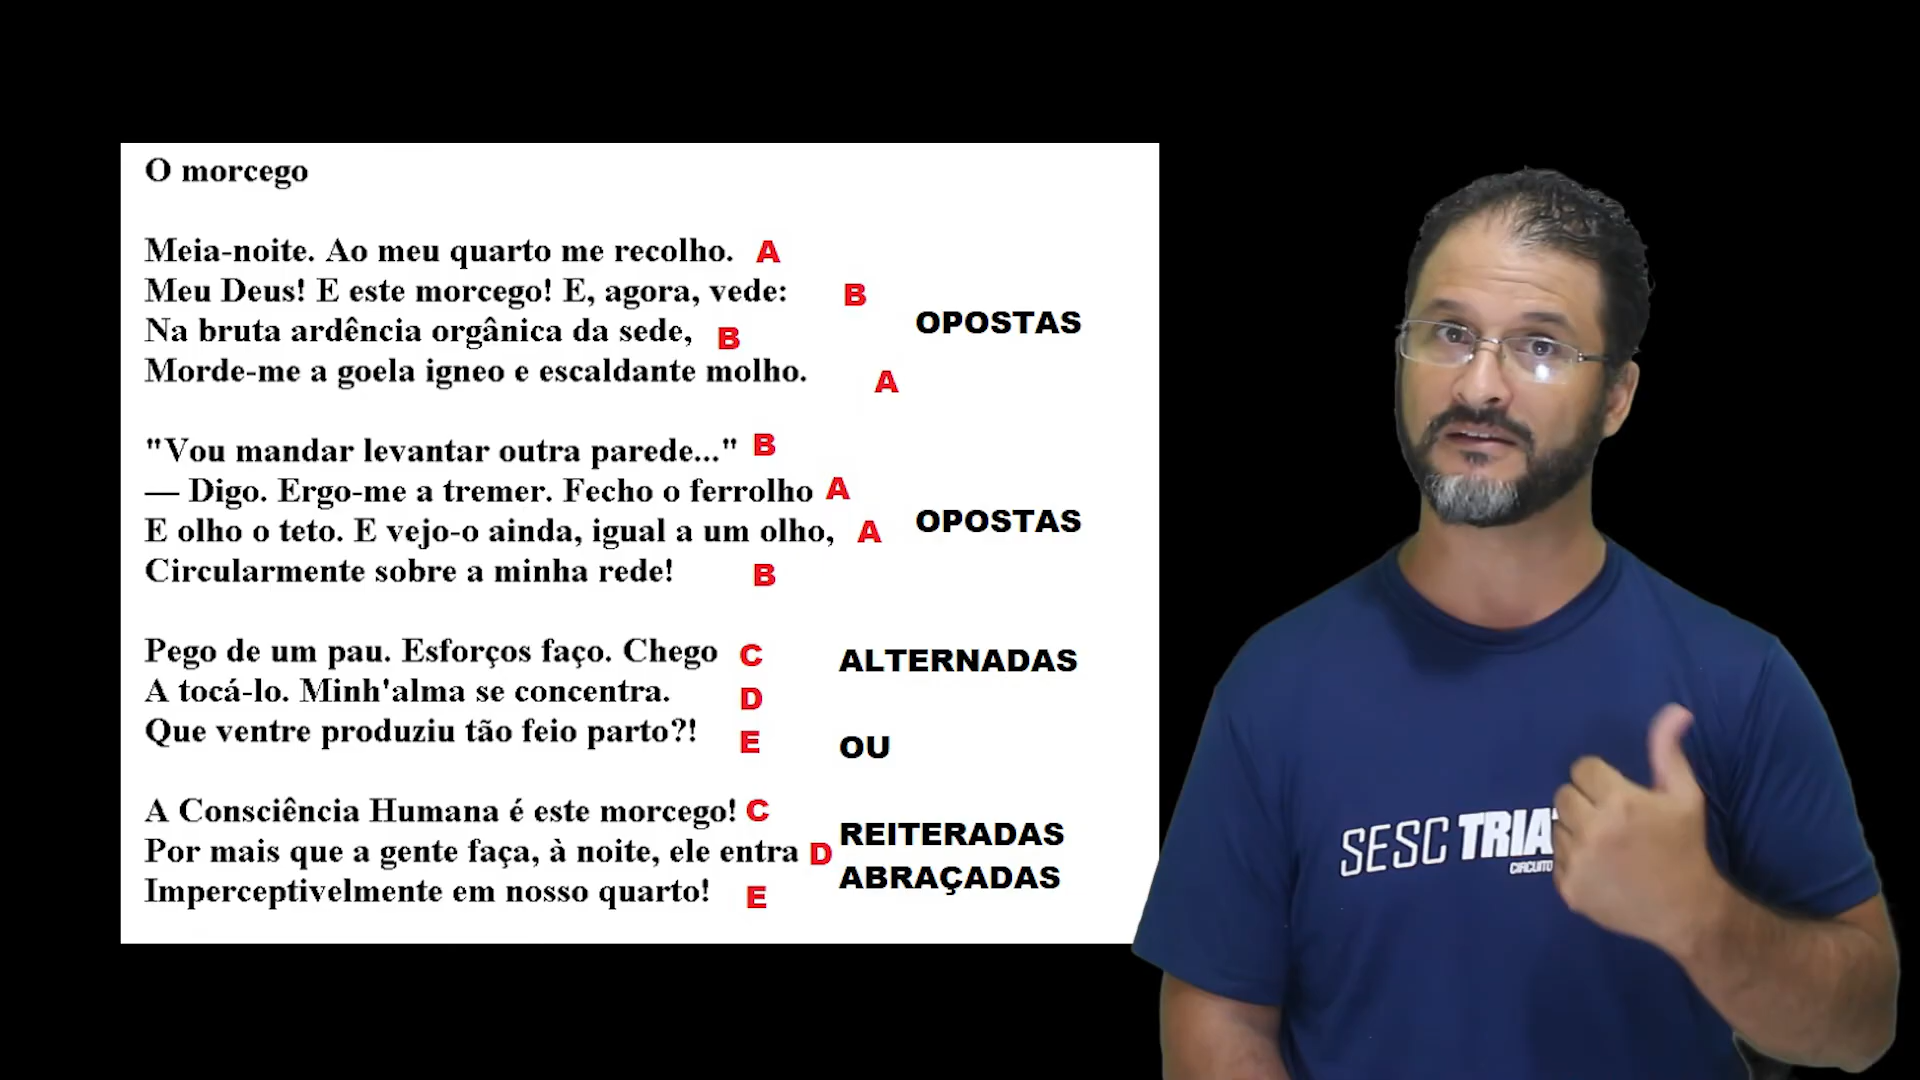 O morcego
Meia-noite. Ao meu quarto me recolho. A
Meu Deus! E este morcego! E, agora, vede: B
Na bruta ardência orgânica da sede, B
Morde-me a goela igneo e escaldante molho. A
OPOSTAS
"Vou mandar levantar outra parede..." B
— Digo. Ergo-me a tremer. Fecho o ferrolho A
E olho o teto. E vejo-o ainda, igual a um olho, A
Circularmente sobre a minha rede! B
OPOSTAS
Pego de um pau. Esforços faço. Chego C
A tocá-lo. Minh'alma se concentra. D
Que ventre produziu tão feio parto?! E
ALTERNADAS
OU
A Consciência Humana é este morcego! C
Por mais que a gente faça, à noite, ele entra D
Imperceptivelmente em nosso quarto! E
REITERADAS
ABRAÇADAS
SESC TRIA
CIRCUITO